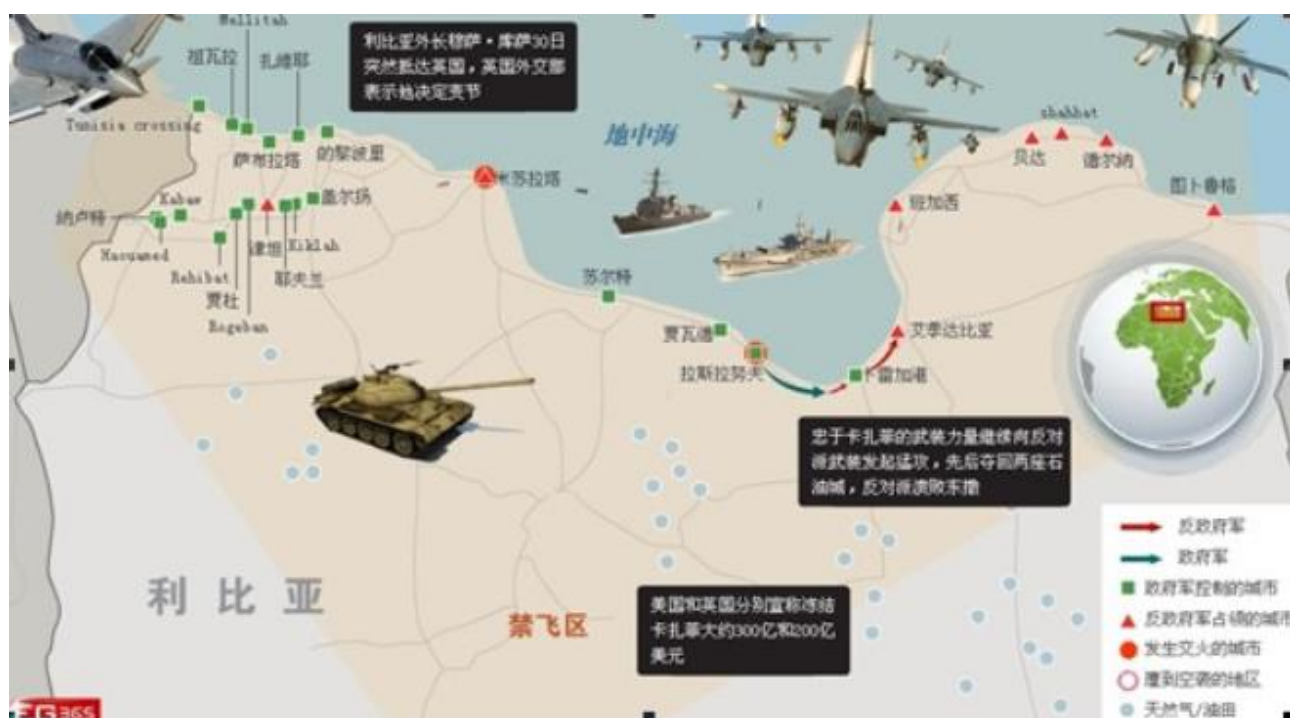 Mellitah
祖瓦拉
扎维耶
利比亚外长穆萨·库萨30日
突然抵达英国，英国外交部
表示他决定变节
Tunisia crossing
萨布拉塔
的黎波里
地中海
shahhat
贝达
德尔纳
图卜鲁格
米苏拉塔
班加西
纳卢特
Kabaw
盖尔扬
津坦
Kiklah
Rehibat
耶夫兰
贾杜
Rogeban
苏尔特
贾瓦德
拉斯拉努夫
卜雷加港
艾季达比亚
忠于卡扎菲的武装力量继续向反对
派武装发起猛攻，先后夺回两座石
油城，反对派溃败东撤
利比亚
禁飞区
美国和英国分别宣称冻结
卡扎菲大约300亿和200亿
美元
反政府军
政府军
政府军控制的城市
反政府军占领的城市
发生交火的城市
遭到空袭的地区
天然气/油田
365